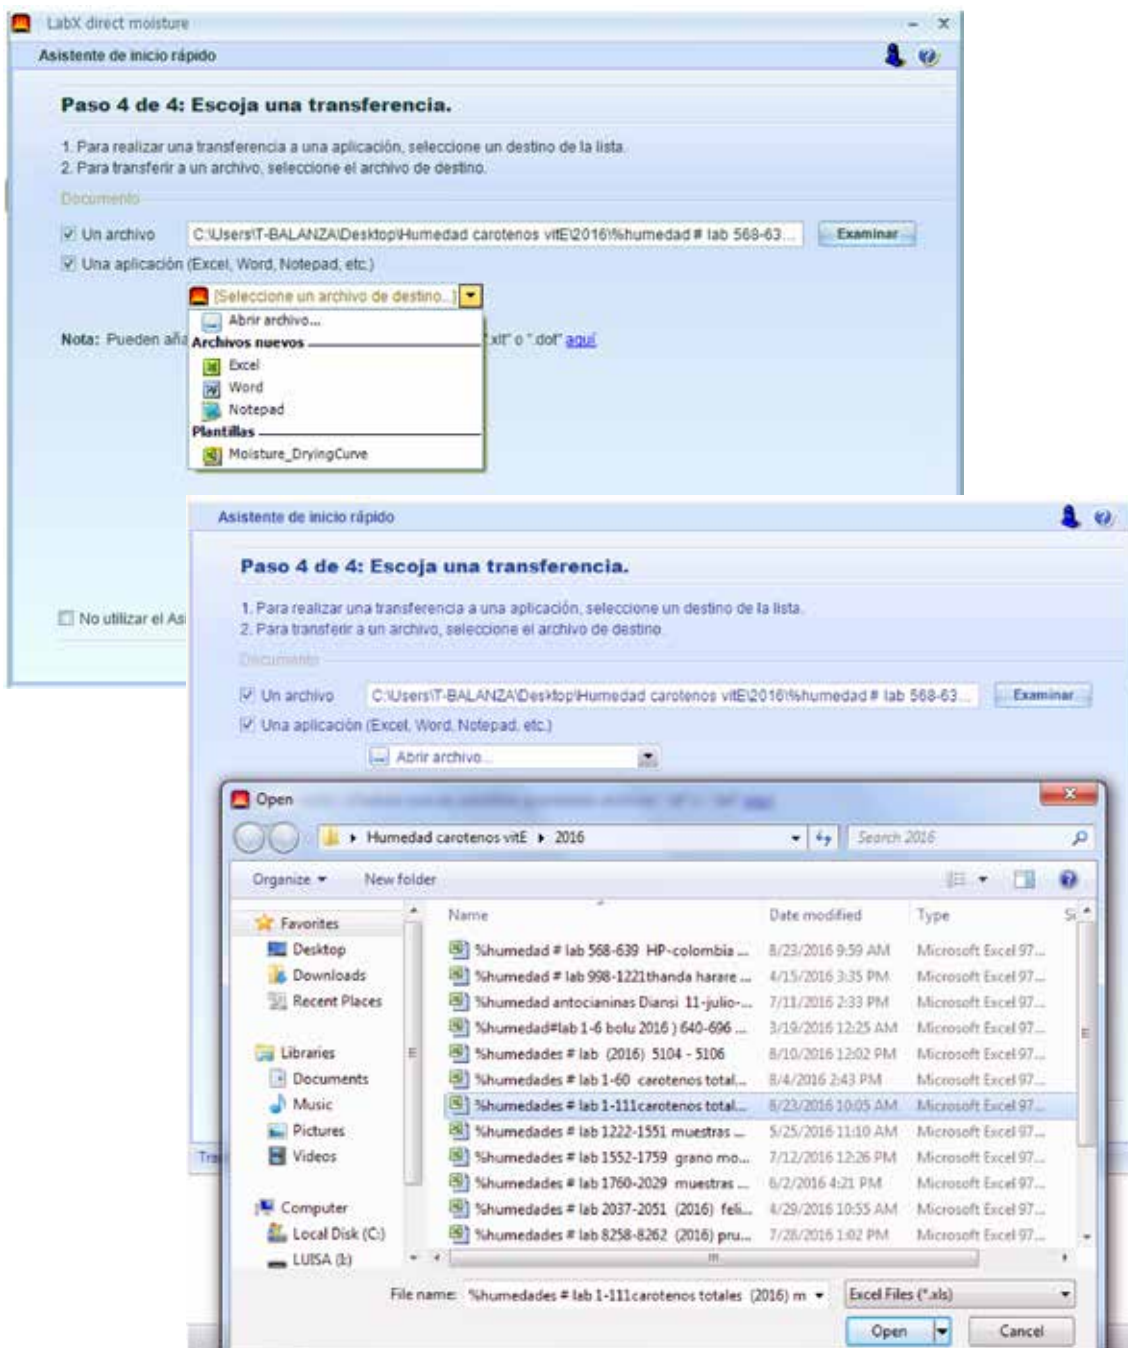 LabX direct moisture
Asistente de inicio rápido
Paso 4 de 4: Escoja una transferencia.
1. Para realizar una transferencia a una aplicación, seleccione un destino de la lista.
2. Para transferir a un archivo, seleccione el archivo de destino.
Documento
Un archivo C:\Users\T-BALANZA\Desktop\Humedad carotenos vitE\2016\%humedad # lab 568-63... Examinar
Una aplicación (Excel, Word, Notepad, etc.)
[Seleccione un archivo de destino...]
Abrir archivo...
Nota: Pueden aña ".xlt" o ".dot" aquí
Archivos nuevos
Excel
Word
Notepad
Plantillas
Moisture_DryingCurve
No utilizar el Asi
Asistente de inicio rápido
Paso 4 de 4: Escoja una transferencia.
1. Para realizar una transferencia a una aplicación, seleccione un destino de la lista.
2. Para transferir a un archivo, seleccione el archivo de destino.
Documento
Un archivo C:\Users\T-BALANZA\Desktop\Humedad carotenos vitE\2016\%humedad # lab 568-63... Examinar
Una aplicación (Excel, Word, Notepad, etc.)
Abrir archivo...
Open
Humedad carotenos vitE 2016 Search 2016
Organize New folder
Name Date modified Type
Favorites
Desktop %humedad # lab 568-639 HP-colombia ... 8/23/2016 9:59 AM Microsoft Excel 97...
Downloads %humedad # lab 998-1221thanda harare ... 4/15/2016 3:35 PM Microsoft Excel 97...
Recent Places %humedad antocianinas Diansi 11-julio-... 7/11/2016 2:33 PM Microsoft Excel 97...
%humedad#lab 1-6 bolu 2016 ) 640-696 ... 3/19/2016 12:25 AM Microsoft Excel 97...
Libraries %humedades # lab (2016) 5104 - 5106 8/10/2016 12:02 PM Microsoft Excel 97...
Documents %humedades # lab 1-60 carotenos total... 8/4/2016 2:43 PM Microsoft Excel 97...
Music %humedades # lab 1-111carotenos total... 8/23/2016 10:05 AM Microsoft Excel 97...
Pictures %humedades # lab 1222-1551 muestras ... 5/25/2016 11:10 AM Microsoft Excel 97...
Videos %humedades # lab 1552-1759 grano mo... 7/12/2016 12:26 PM Microsoft Excel 97...
%humedades # lab 1760-2029 muestras ... 6/2/2016 4:21 PM Microsoft Excel 97...
Computer %humedades # lab 2037-2051 (2016) feli... 4/29/2016 10:55 AM Microsoft Excel 97...
Local Disk (C:) %humedades # lab 8258-8262 (2016) pru... 7/28/2016 1:02 PM Microsoft Excel 97...
LUISA (I:)
File name: %humedades # lab 1-111carotenos totales (2016) m Excel Files (*.xls)
Open Cancel